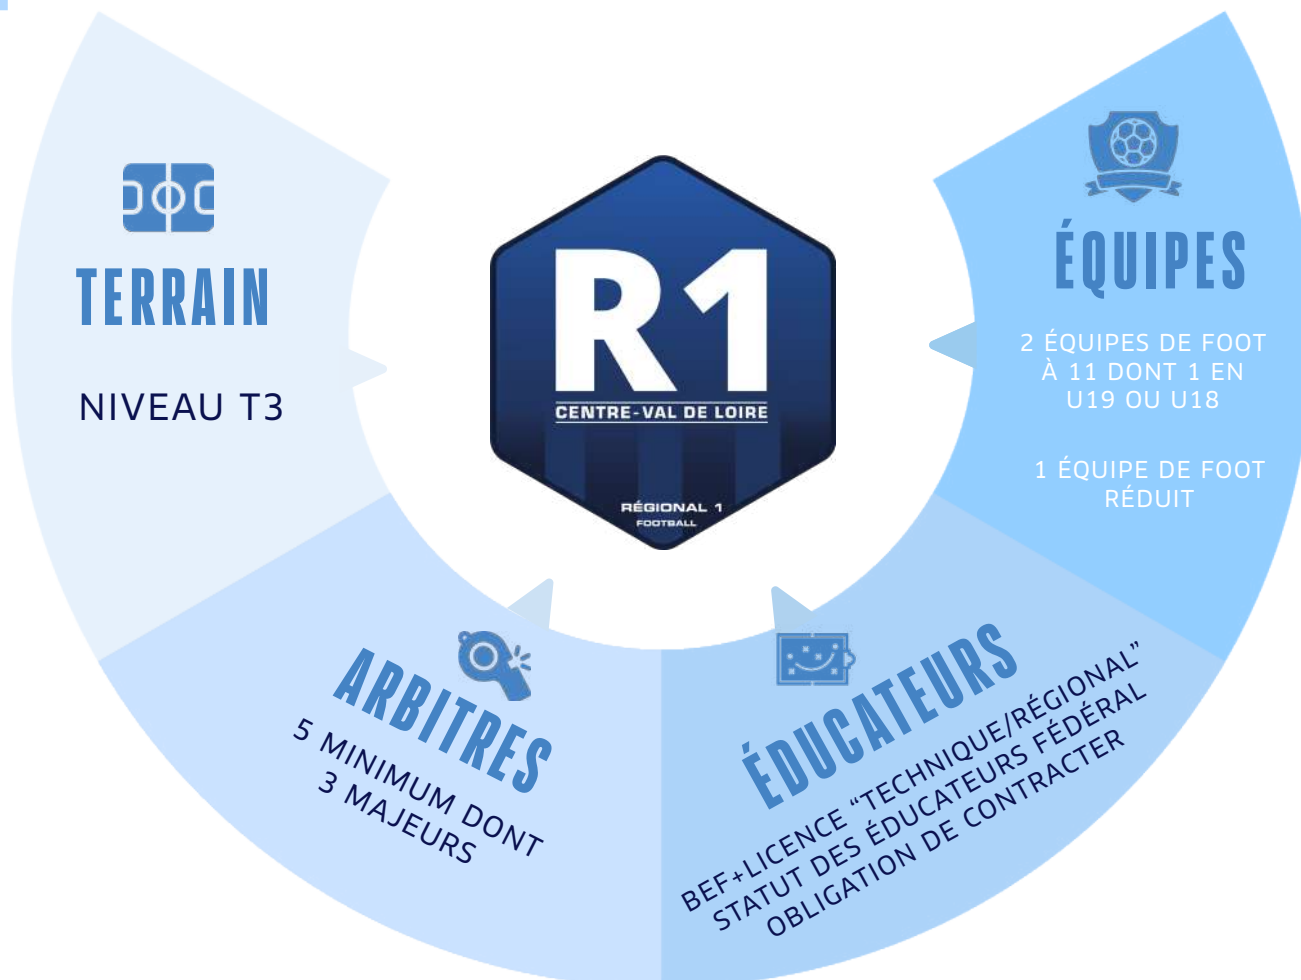 R1
CENTRE-VAL DE LOIRE
RÉGIONAL 1
FOOTBALL
TERRAIN
NIVEAU T3
ARBITRES
5 MINIMUM DONT
3 MAJEURS
ÉDUCATEURS
BEF+LICENCE “TECHNIQUE/RÉGIONAL”
STATUT DES ÉDUCATEURS FÉDÉRAL
OBLIGATION DE CONTRACTER
ÉQUIPES
2 ÉQUIPES DE FOOT
À 11 DONT 1 EN
U19 OU U18
1 ÉQUIPE DE FOOT
RÉDUIT